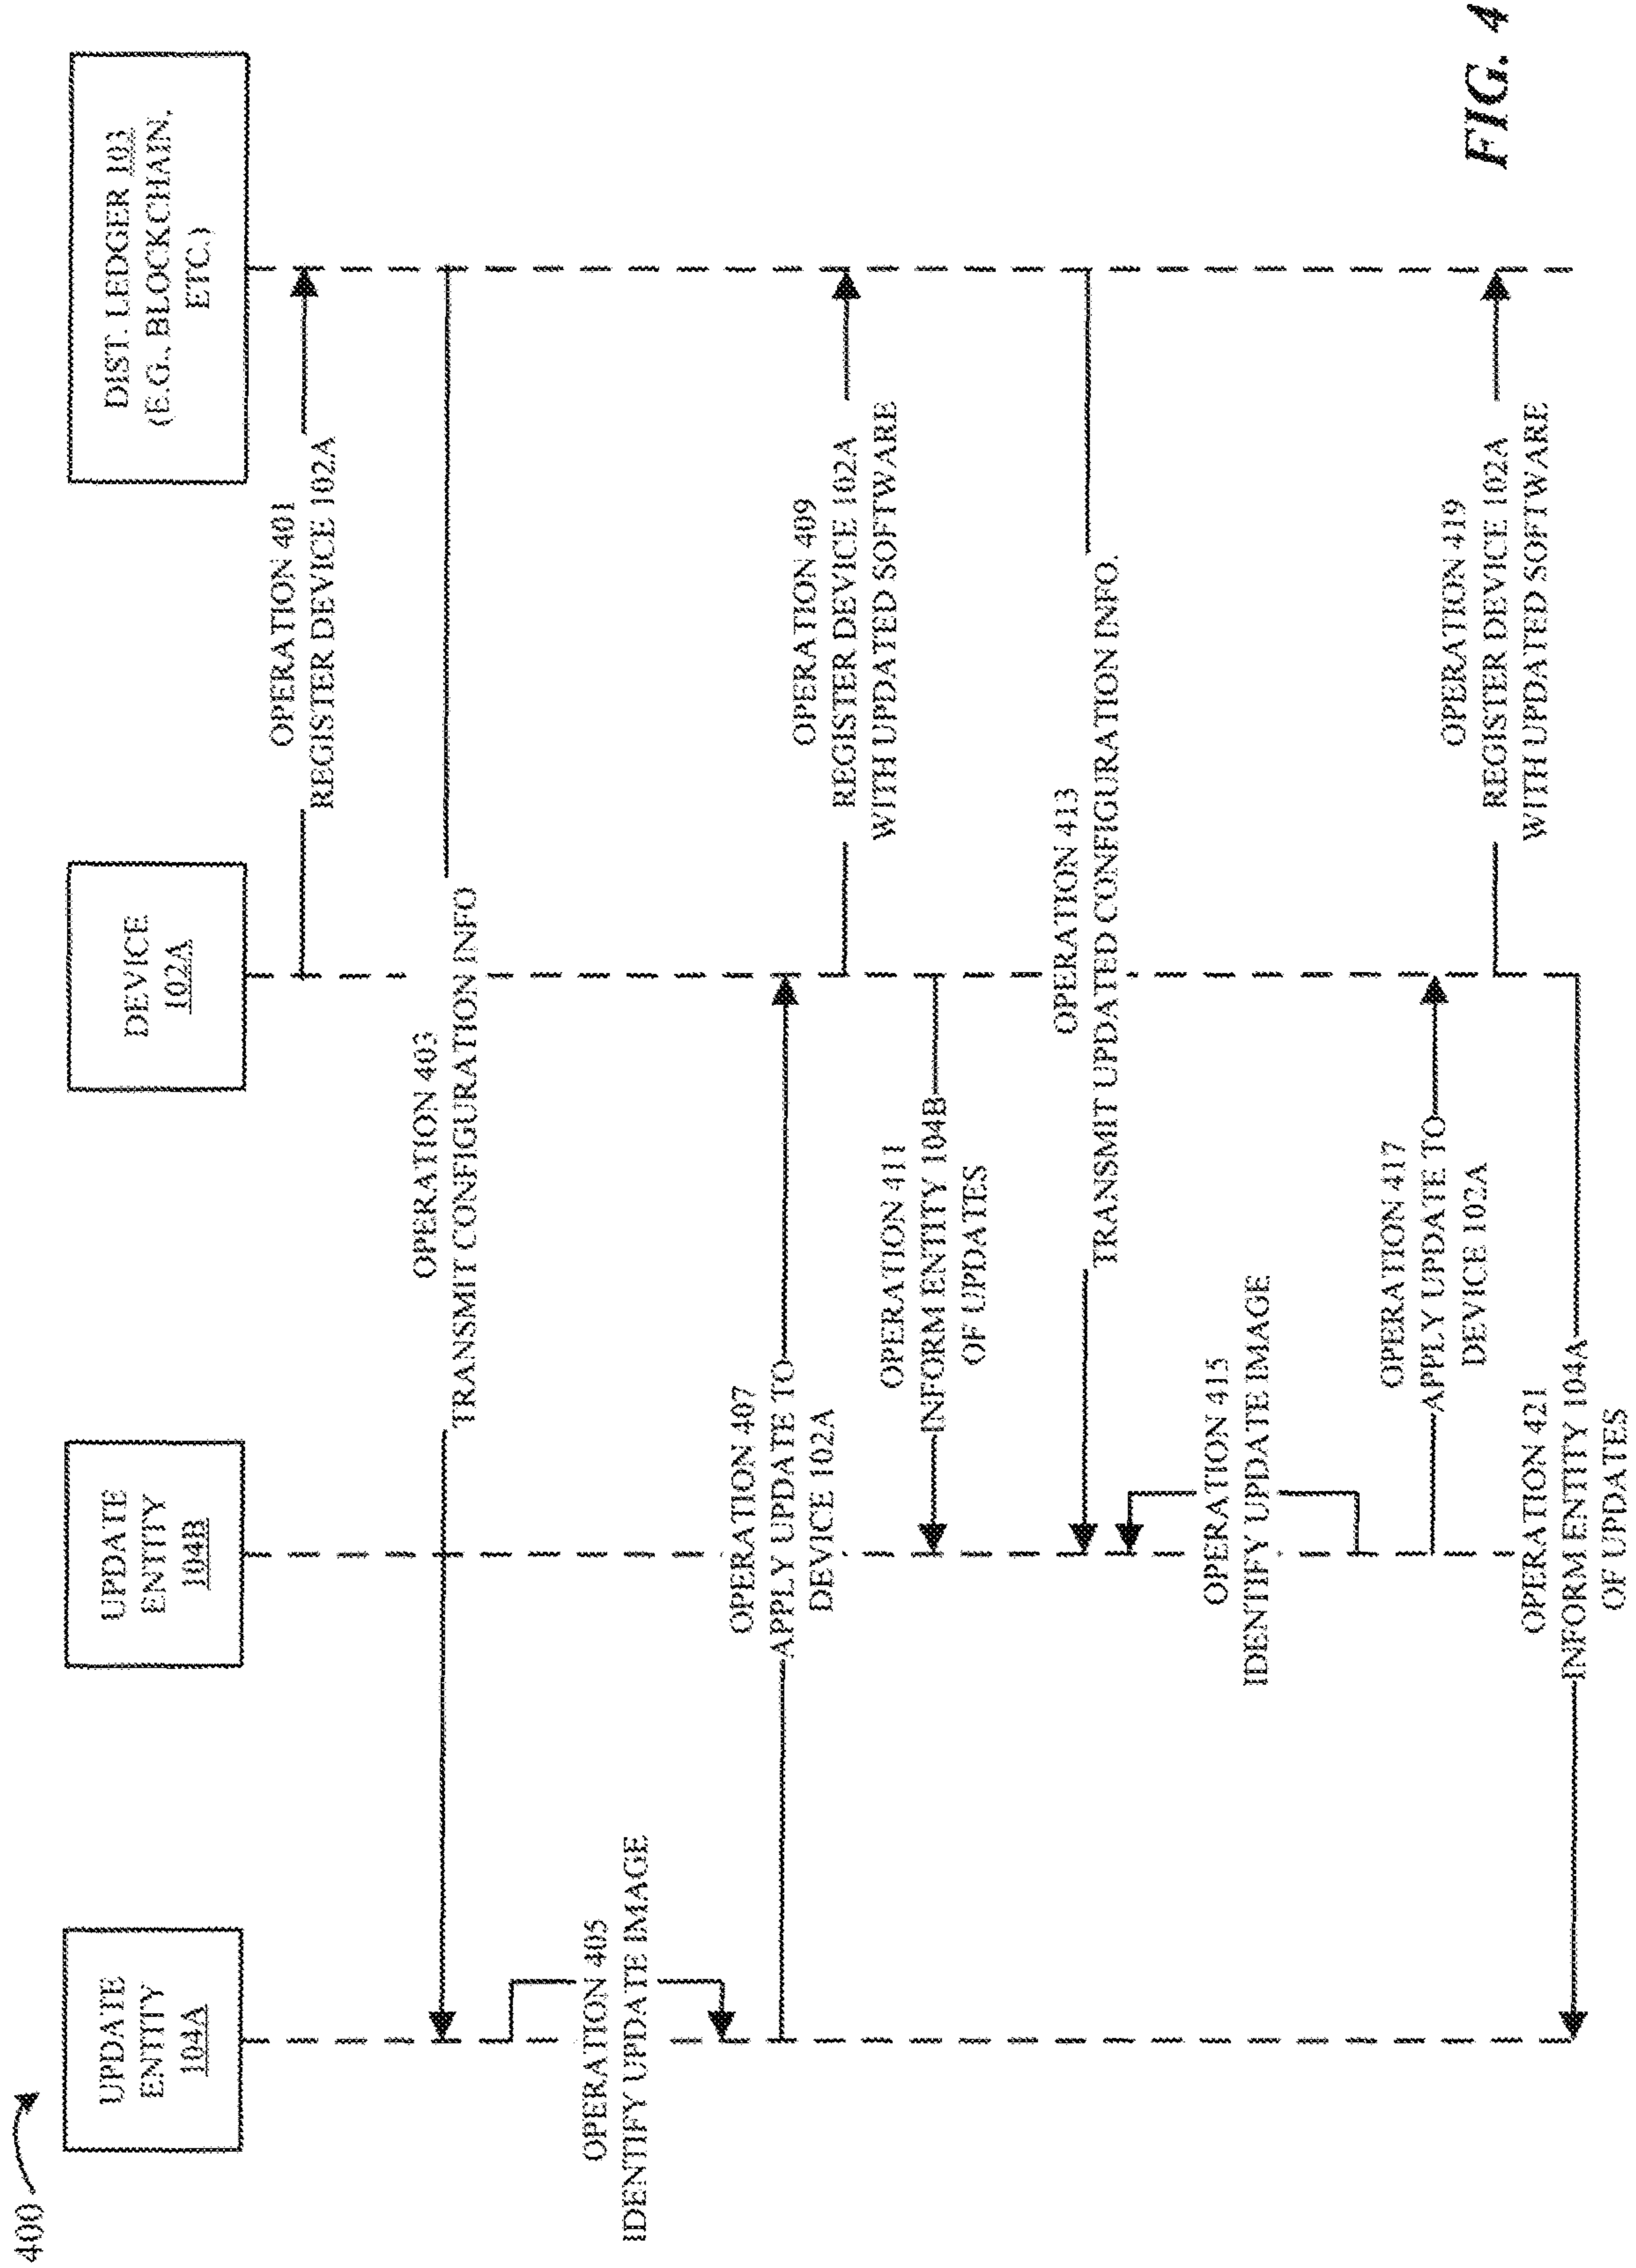 400
UPDATE
ENTITY
104A
UPDATE
ENTITY
104B
DEVICE
102A
DIST. LEDGER 103
(E.G., BLOCKCHAIN,
ETC.)
OPERATION 401
REGISTER DEVICE 102A
OPERATION 403
TRANSMIT CONFIGURATION INFO
OPERATION 405
IDENTIFY UPDATE IMAGE
OPERATION 407
APPLY UPDATE TO
DEVICE 102A
OPERATION 409
REGISTER DEVICE 102A
WITH UPDATED SOFTWARE
OPERATION 411
INFORM ENTITY 104B
OF UPDATES
OPERATION 413
TRANSMIT UPDATED CONFIGURATION INFO.
OPERATION 415
IDENTIFY UPDATE IMAGE
OPERATION 417
APPLY UPDATE TO
DEVICE 102A
OPERATION 419
REGISTER DEVICE 102A
WITH UPDATED SOFTWARE
OPERATION 421
INFORM ENTITY 104A
OF UPDATES
FIG. 4